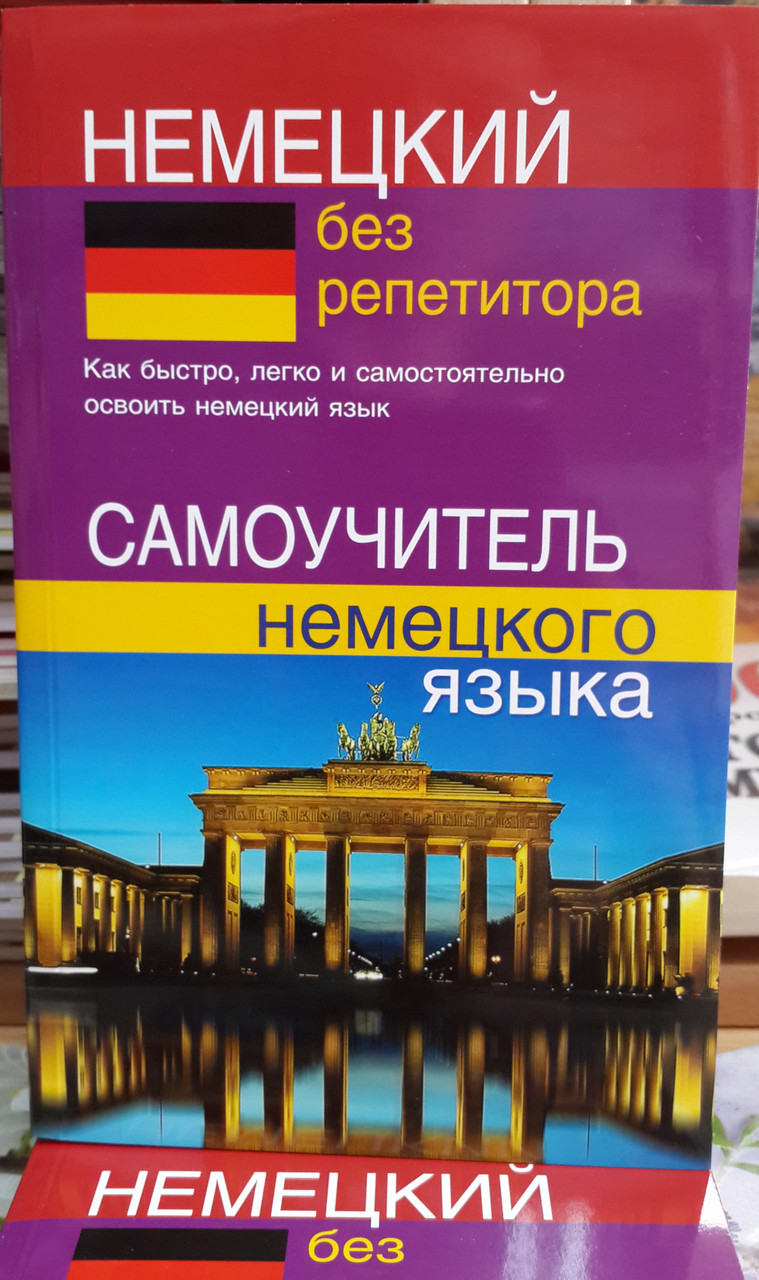 НЕМЕЦКИЙ
без
репетитора
Как быстро, легко и самостоятельно
освоить немецкий язык
САМОУЧИТЕЛЬ
немецкого
языка
НЕМЕЦКИЙ
без